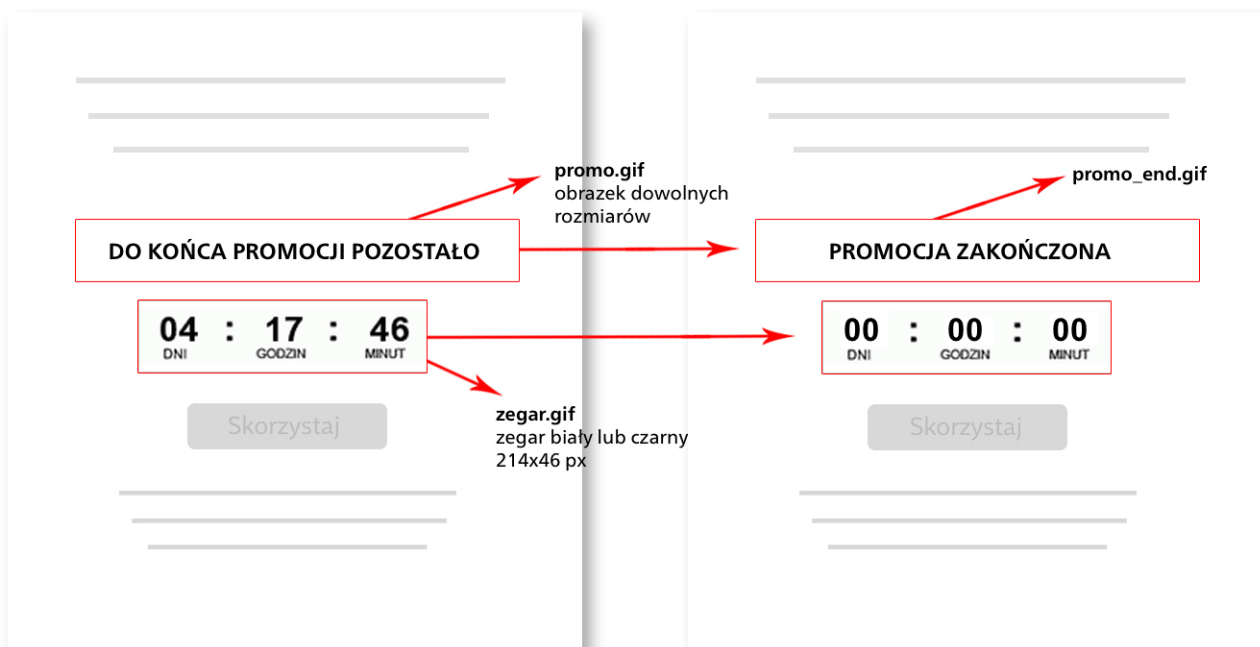 promo.gif
obrazek dowolnych
rozmiarów
promo_end.gif
DO KOŃCA PROMOCJI POZOSTAŁO
PROMOCJA ZAKOŃCZONA
04 : 17 : 46
DNI GODZIN MINUT
00 : 00 : 00
DNI GODZIN MINUT
zegar.gif
zegar biały lub czarny
214x46 px
Skorzystaj
Skorzystaj